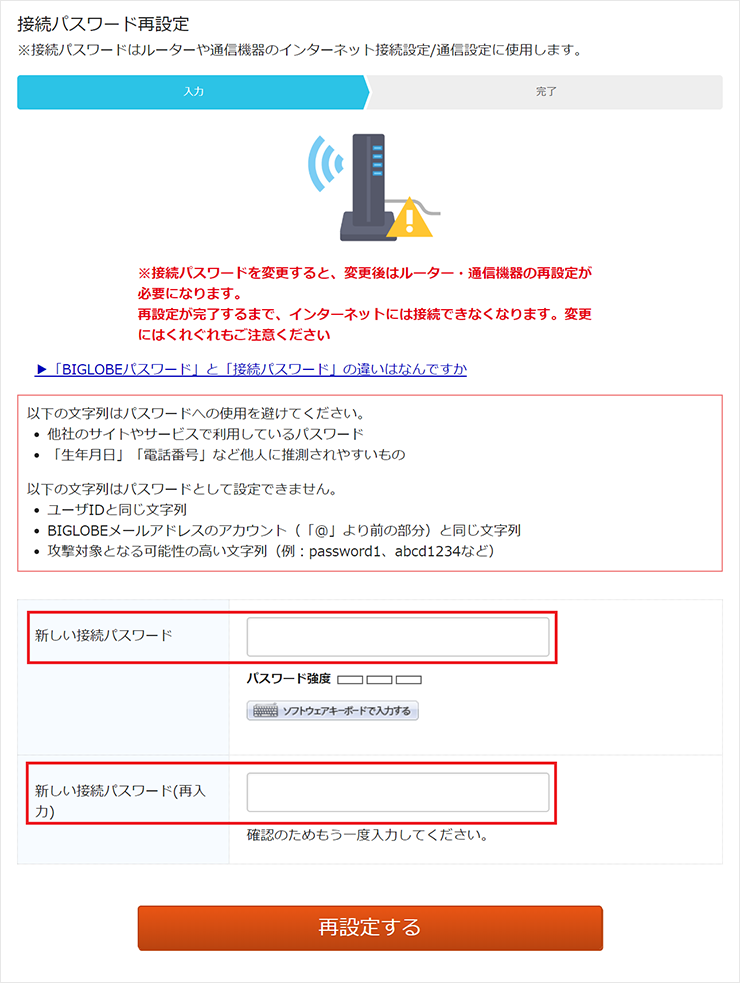 接続パスワード再設定
※接続パスワードはルーターや通信機器のインターネット接続設定/通信設定に使用します。
入力
完了
※接続パスワードを変更すると、変更後はルーター・通信機器の再設定が
必要になります。
再設定が完了するまで、インターネットには接続できなくなります。変更
にはくれぐれもご注意ください
▶「BIGLOBEパスワード」と「接続パスワード」の違いはなんですか
以下の文字列はパスワードへの使用を避けてください。
• 他社のサイトやサービスで利用しているパスワード
• 「生年月日」「電話番号」など他人に推測されやすいもの
以下の文字列はパスワードとして設定できません。
• ユーザIDと同じ文字列
• BIGLOBEメールアドレスのアカウント（「@」より前の部分）と同じ文字列
• 攻撃対象となる可能性の高い文字列（例：password1、abcd1234など）
新しい接続パスワード
パスワード強度
ソフトウェアキーボードで入力する
新しい接続パスワード(再入
力)
確認のためもう一度入力してください。
再設定する